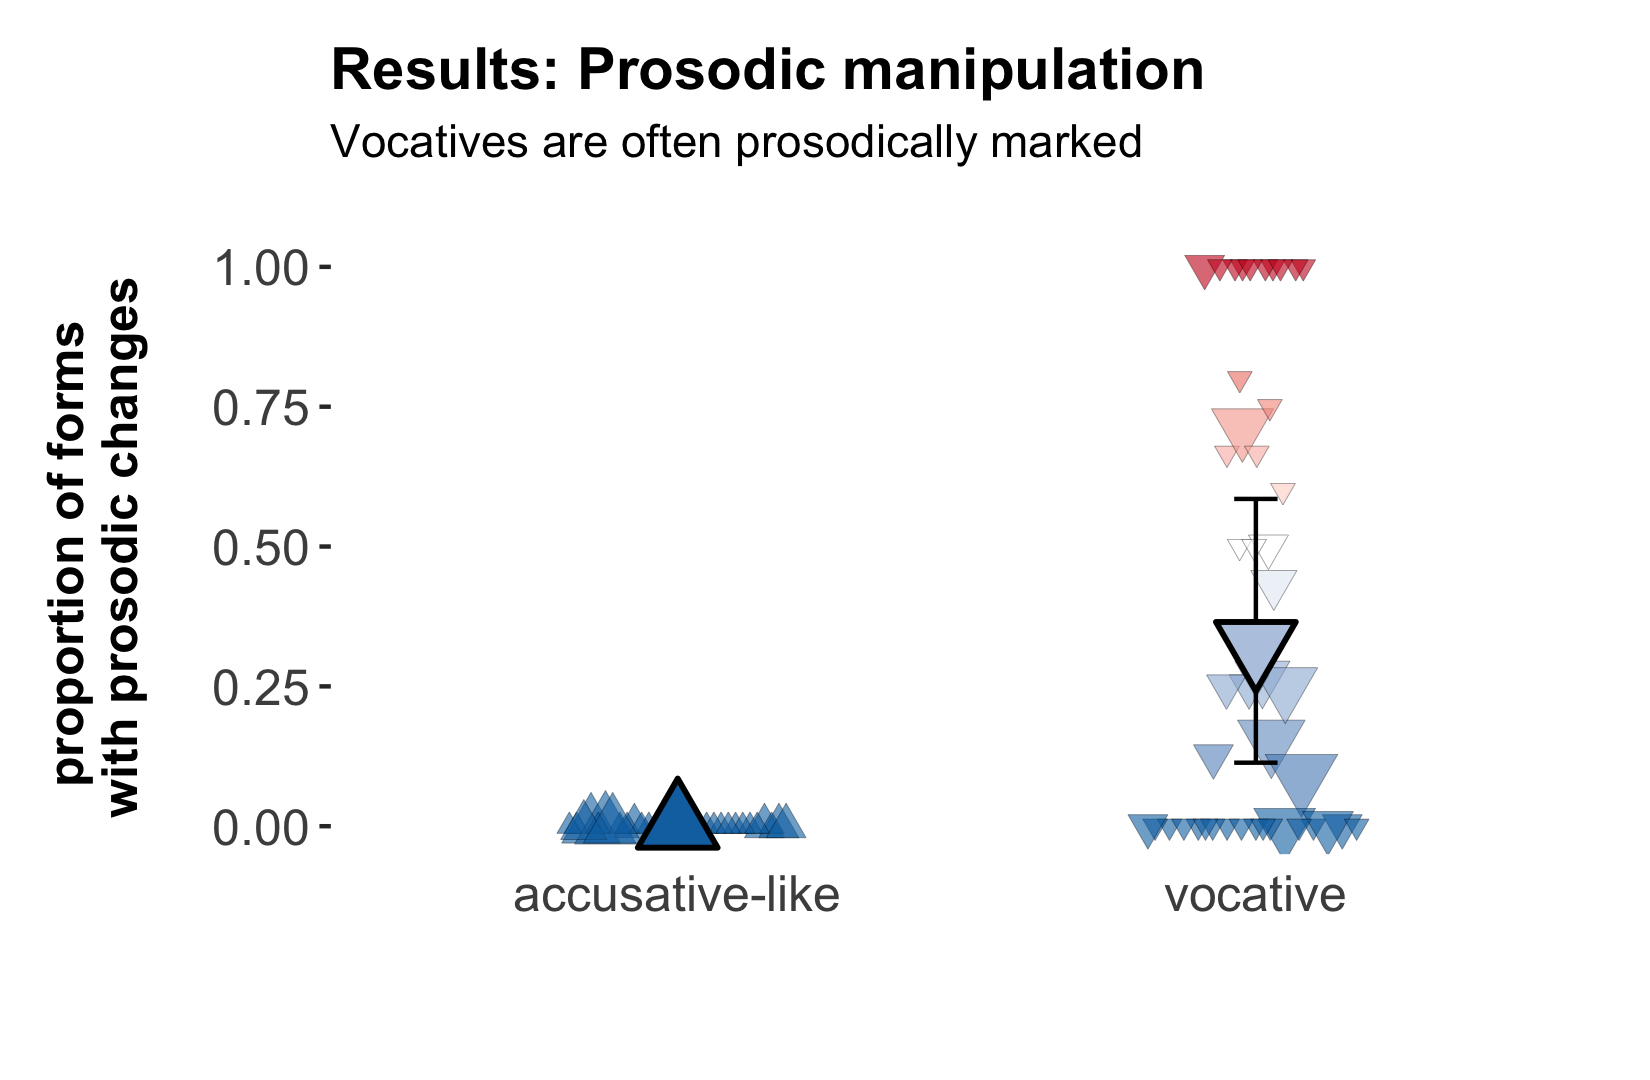 Results: Prosodic manipulation
Vocatives are often prosodically marked
proportion of forms
with prosodic changes
1.00
0.75
0.50
0.25
0.00
accusative-like
vocative